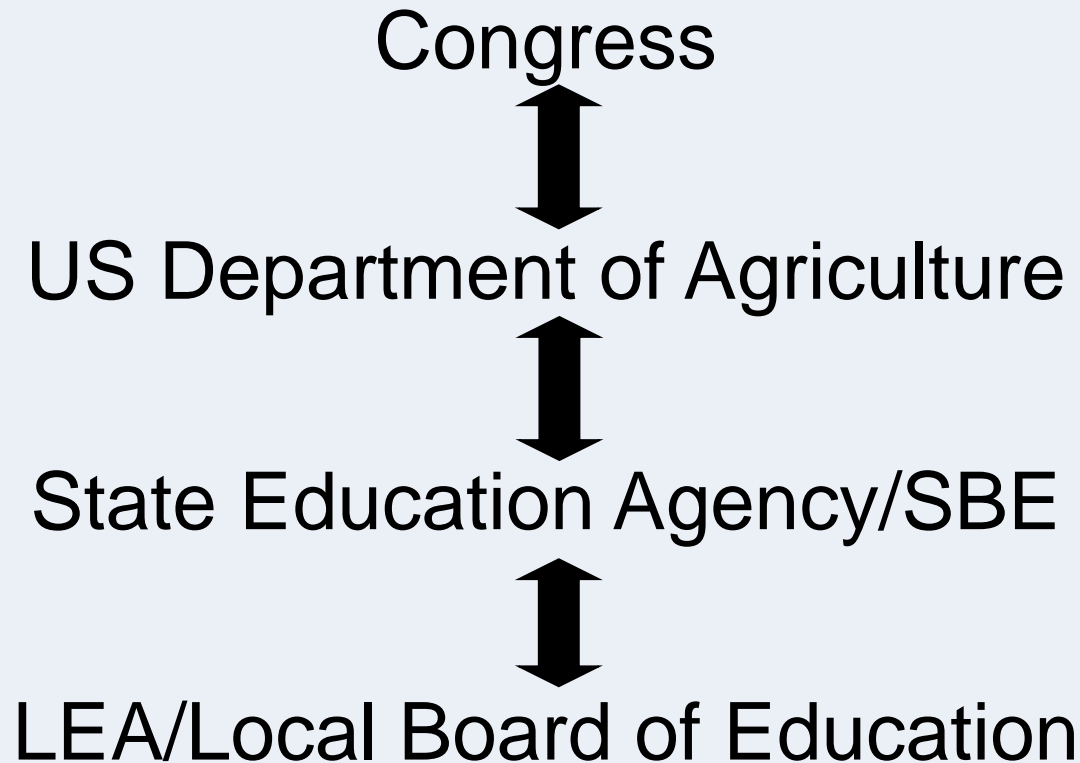 Congress
US Department of Agriculture
State Education Agency/SBE
LEA/Local Board of Education